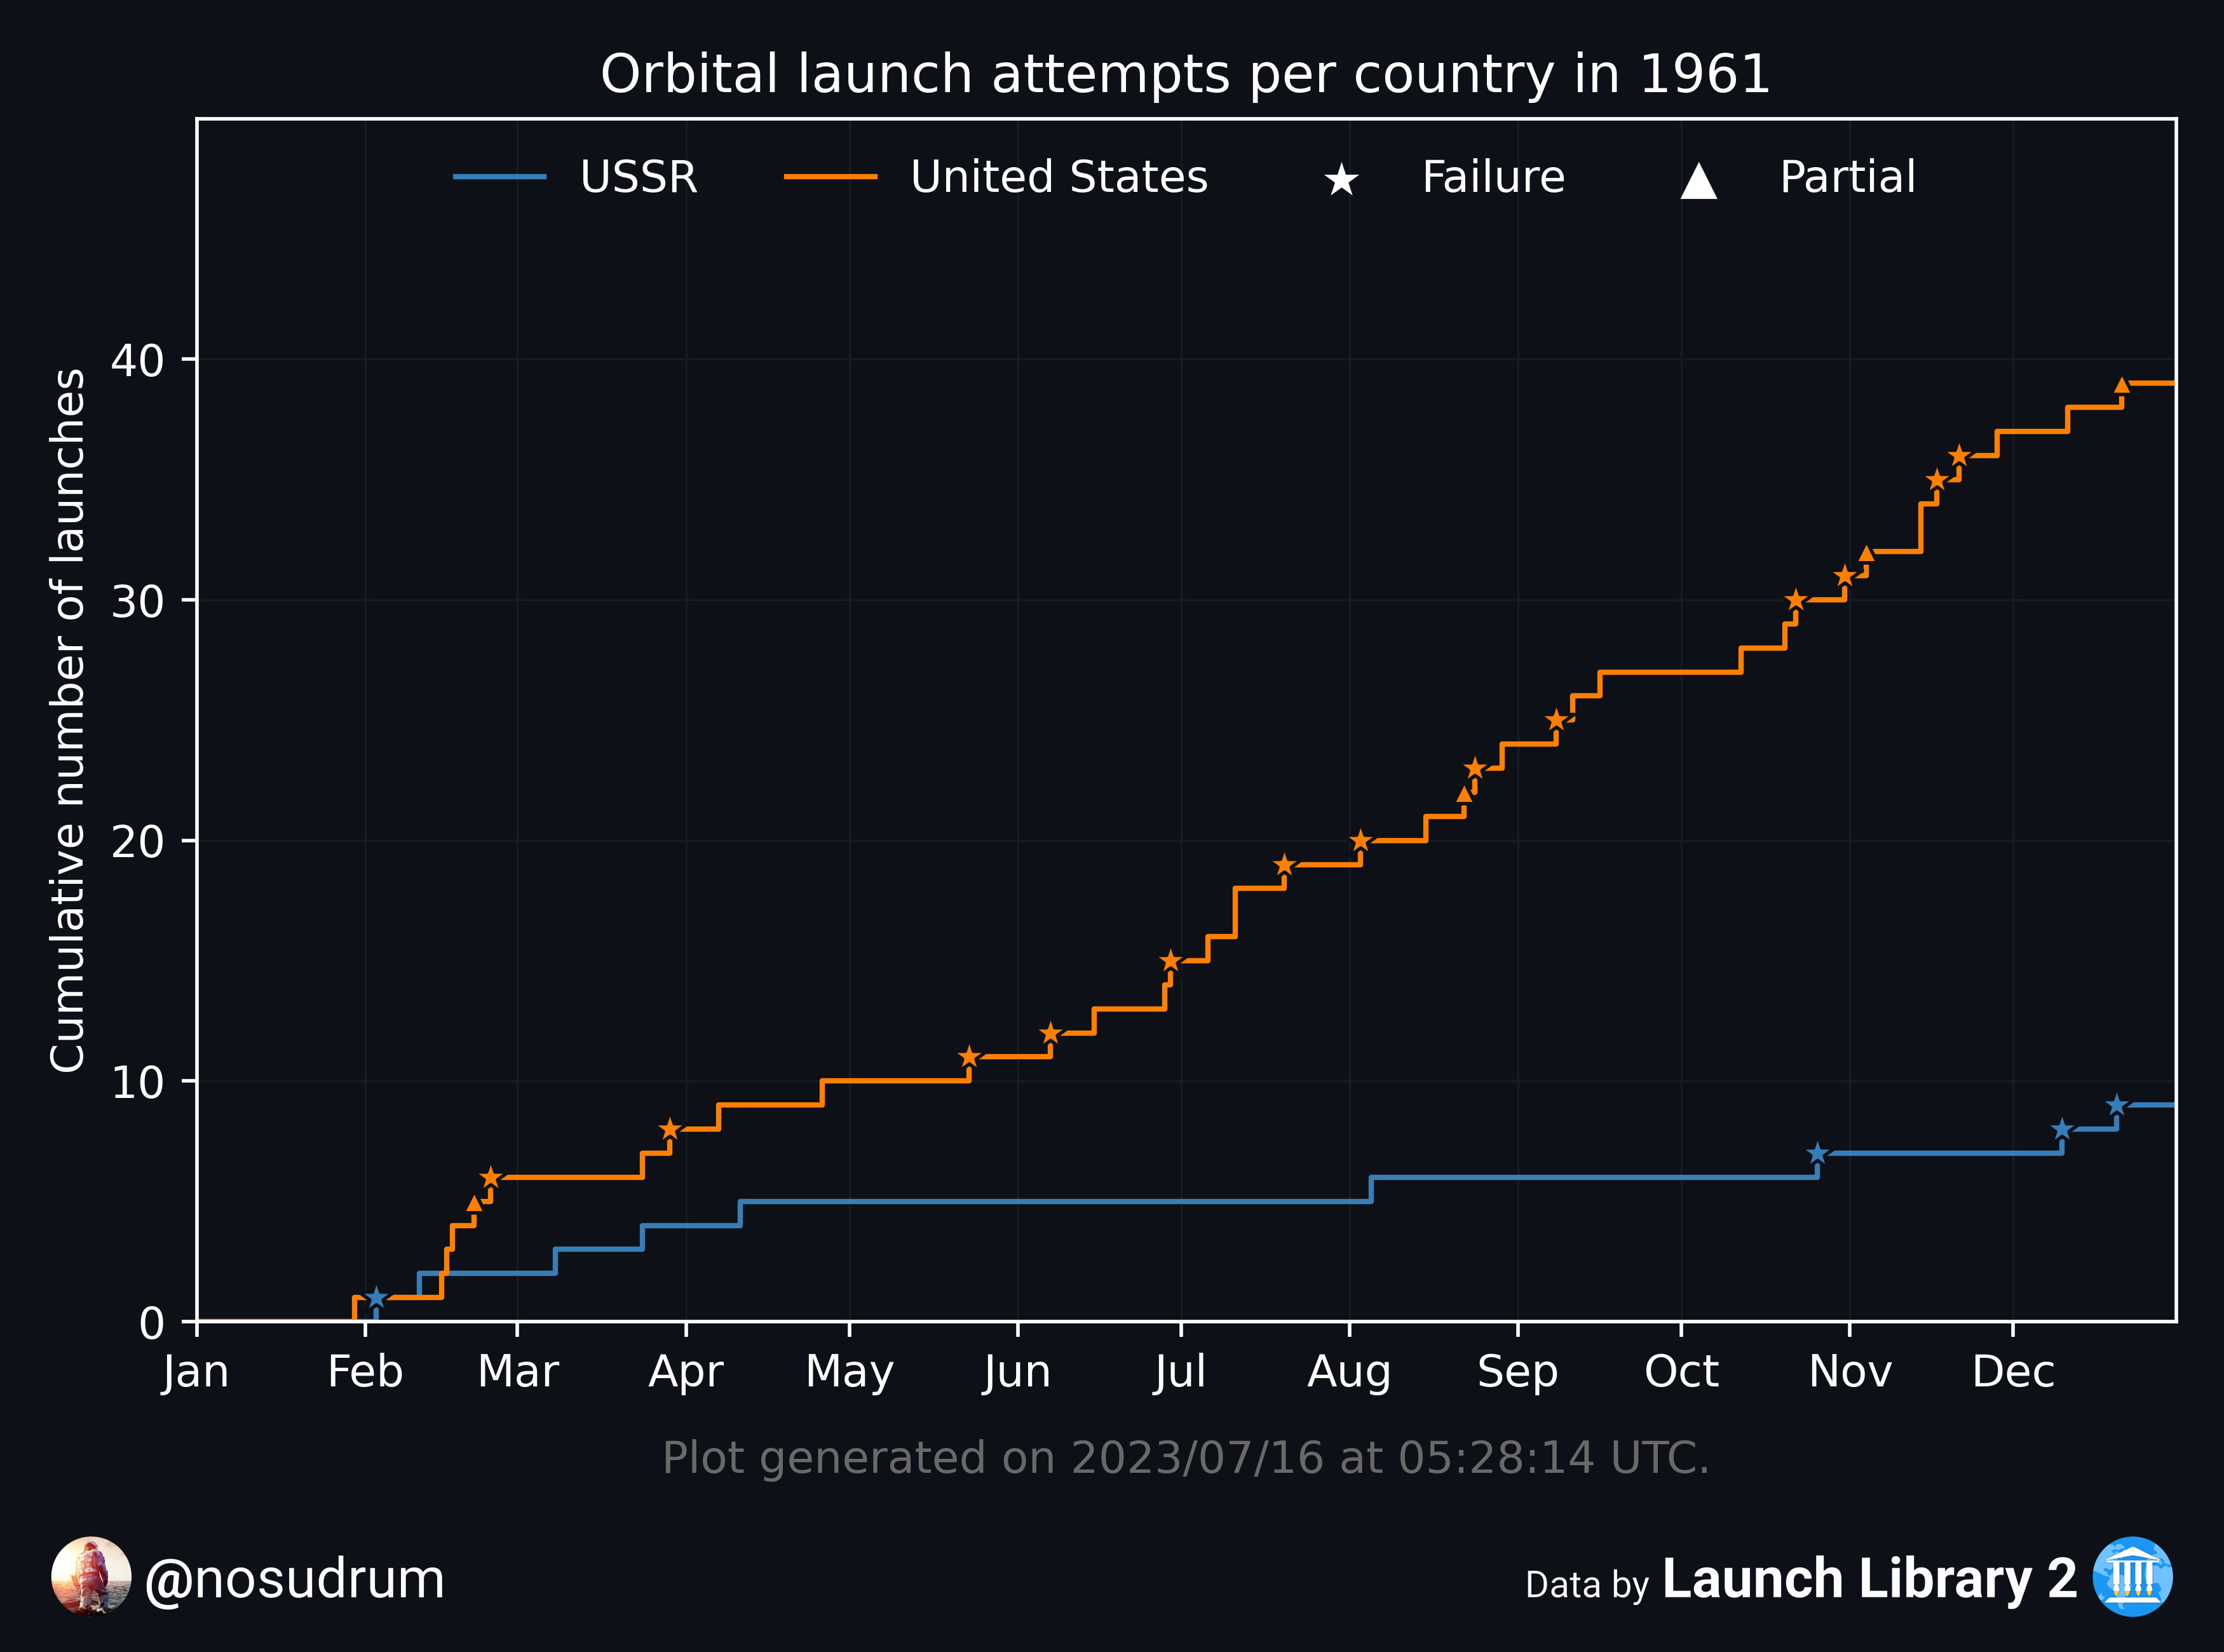 Orbital launch attempts per country in 1961
USSR
United States
Failure
Partial
Cumulative number of launches
40
30
20
10
0
Jan Feb Mar Apr May Jun Jul Aug Sep Oct Nov Dec
Plot generated on 2023/07/16 at 05:28:14 UTC.
@nosudrum
Data by Launch Library 2